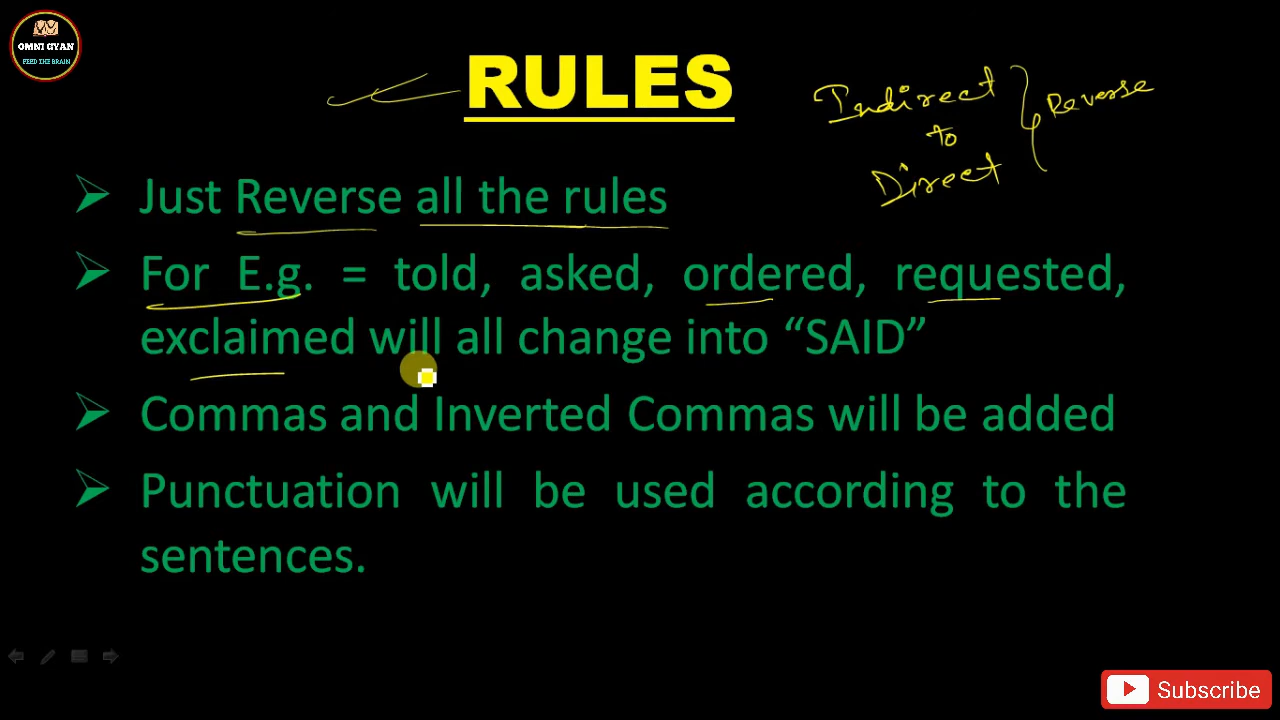 OMNI GYAN
FEED THE BRAIN
RULES
Indirect
to
Direct
Reverse
Just Reverse all the rules
For E.g. = told, asked, ordered, requested,
exclaimed will all change into “SAID”
Commas and Inverted Commas will be added
Punctuation will be used according to the
sentences.
Subscribe